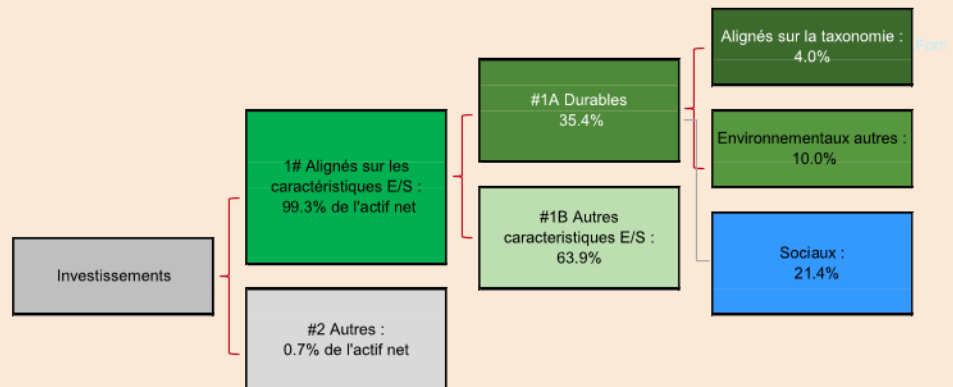 Investissements
1# Alignés sur les
caractéristiques E/S :
99.3% de l'actif net
#2 Autres :
0.7% de l'actif net
#1A Durables
35.4%
#1B Autres
caracteristiques E/S :
63.9%
Alignés sur la taxonomie :
4.0%
Environnementaux autres :
10.0%
Sociaux :
21.4%